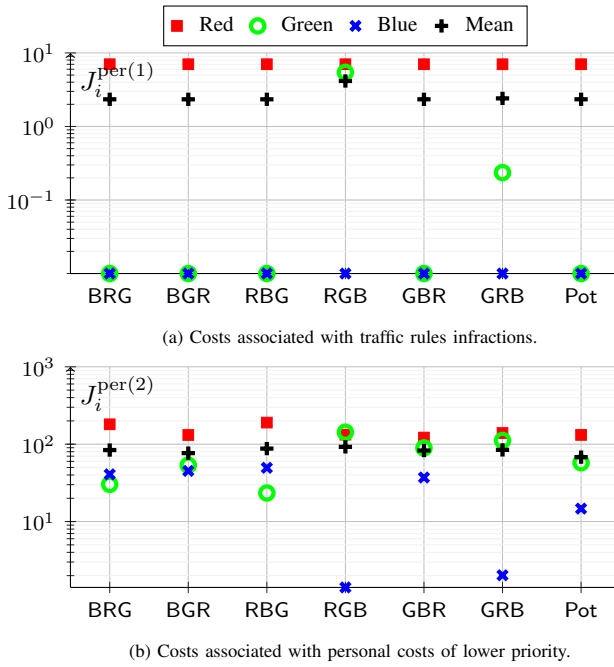 Red Green Blue Mean
10^1
J_i^per(1)
10^0
10^−1
BRG BGR RBG RGB GBR GRB Pot
(a) Costs associated with traffic rules infractions.
10^3
J_i^per(2)
10^2
10^1
BRG BGR RBG RGB GBR GRB Pot
(b) Costs associated with personal costs of lower priority.